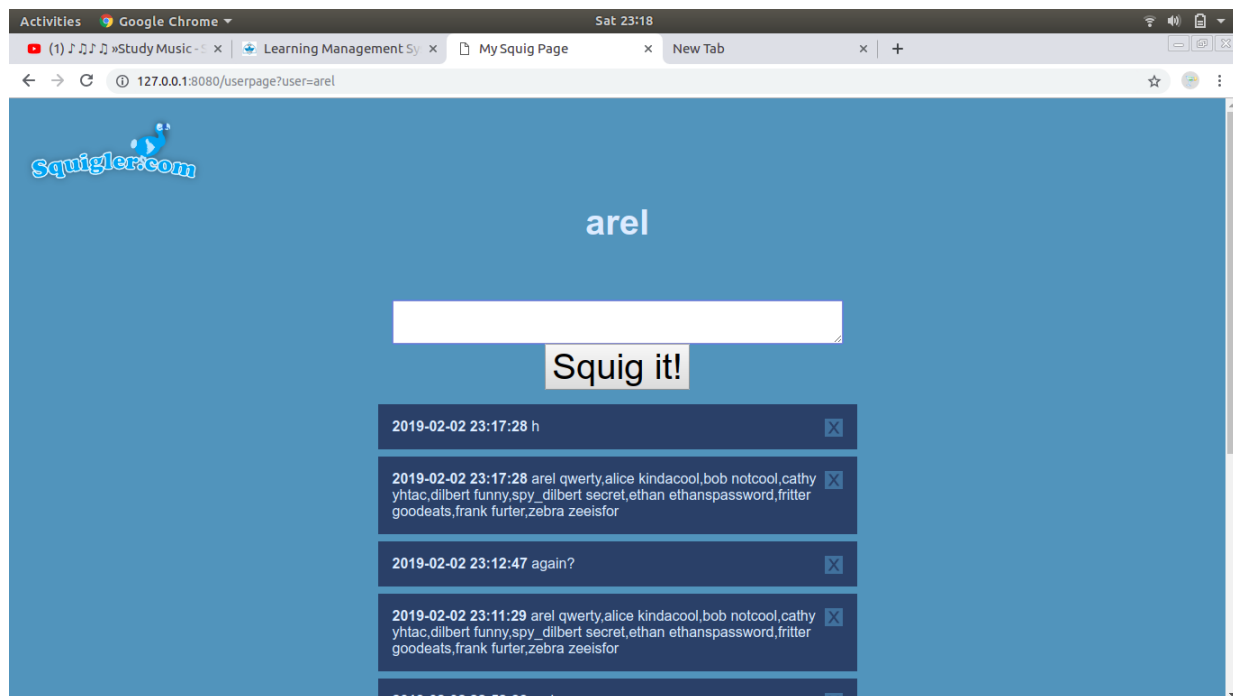 Activities Google Chrome Sat 23:18
(1) ♪ ♫♪ ♫ »Study Music - S Learning Management Sy My Squig Page New Tab
127.0.0.1:8080/userpage?user=arel
Squigler.com
arel
Squig it!
2019-02-02 23:17:28 h X
2019-02-02 23:17:28 arel qwerty,alice kindacool,bob notcool,cathy X
yhtac,dilbert funny,spy_dilbert secret,ethan ethanspassword,fritter
goodeats,frank furter,zebra zeeisfor
2019-02-02 23:12:47 again? X
2019-02-02 23:11:29 arel qwerty,alice kindacool,bob notcool,cathy X
yhtac,dilbert funny,spy_dilbert secret,ethan ethanspassword,fritter
goodeats,frank furter,zebra zeeisfor